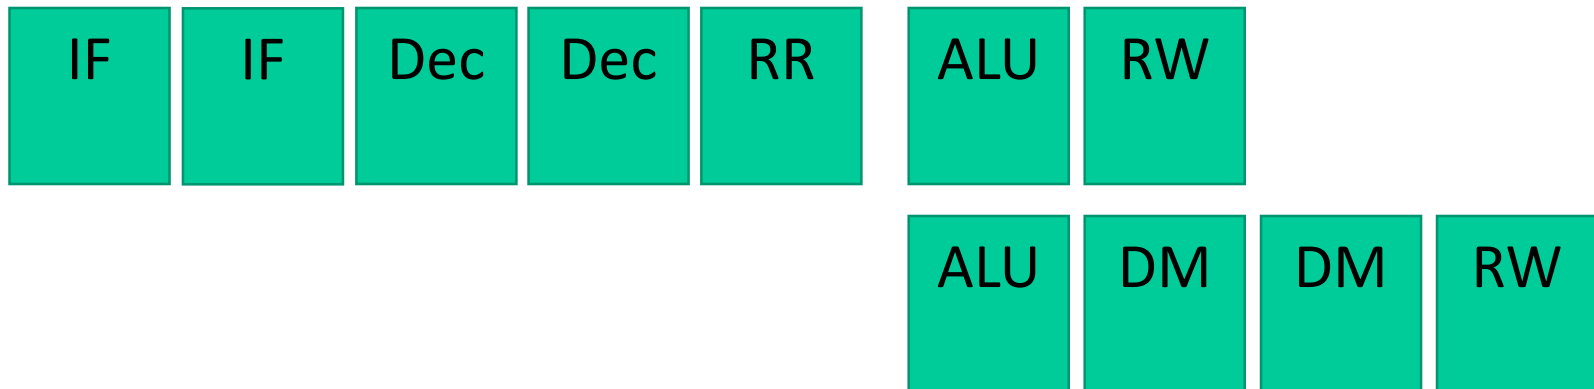 IF IF Dec Dec RR ALU RW
ALU DM DM RW